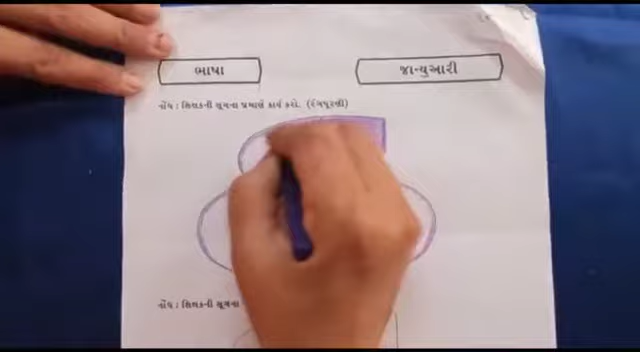 ભાષા
જાન્યુઆરી
નોંધ : શિક્ષકની સૂચના પ્રમાણે કાર્ય કરો. (રંગપૂરણી)
નોંધ : શિક્ષકની સૂચના